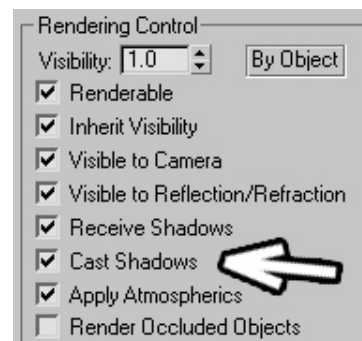 Rendering Control
Visibility: 1.0 By Object
Renderable
Inherit Visibility
Visible to Camera
Visible to Reflection/Refraction
Receive Shadows
Cast Shadows
Apply Atmospherics
Render Occluded Objects